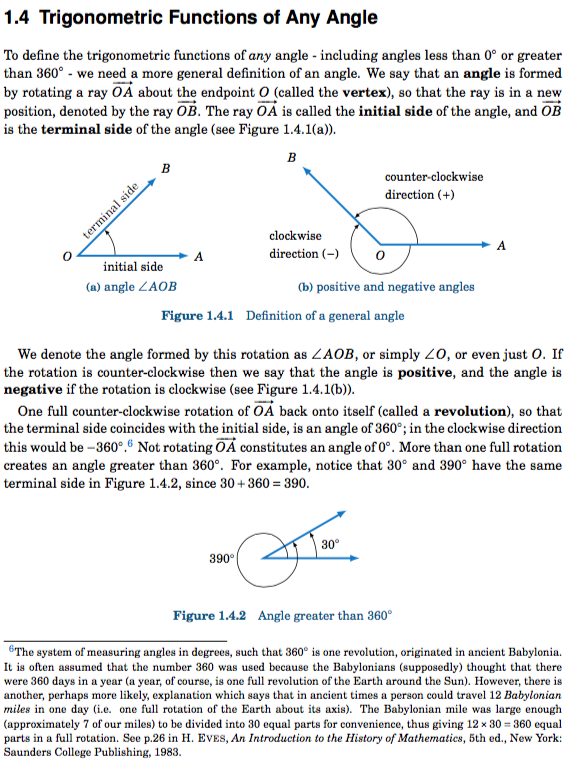 1.4 Trigonometric Functions of Any Angle
To define the trigonometric functions of any angle - including angles less than 0° or greater
than 360° - we need a more general definition of an angle. We say that an angle is formed
by rotating a ray OA about the endpoint O (called the vertex), so that the ray is in a new
position, denoted by the ray OB. The ray OA is called the initial side of the angle, and OB
is the terminal side of the angle (see Figure 1.4.1(a)).
B
terminal side
O
A
initial side
(a) angle ∠AOB
B
counter-clockwise
direction (+)
clockwise
direction (−)
O
A
(b) positive and negative angles
Figure 1.4.1 Definition of a general angle
We denote the angle formed by this rotation as ∠AOB, or simply ∠O, or even just O. If
the rotation is counter-clockwise then we say that the angle is positive, and the angle is
negative if the rotation is clockwise (see Figure 1.4.1(b)).
One full counter-clockwise rotation of OA back onto itself (called a revolution), so that
the terminal side coincides with the initial side, is an angle of 360°; in the clockwise direction
this would be −360°.⁶ Not rotating OA constitutes an angle of 0°. More than one full rotation
creates an angle greater than 360°. For example, notice that 30° and 390° have the same
terminal side in Figure 1.4.2, since 30 + 360 = 390.
390°
30°
Figure 1.4.2 Angle greater than 360°
⁶The system of measuring angles in degrees, such that 360° is one revolution, originated in ancient Babylonia.
It is often assumed that the number 360 was used because the Babylonians (supposedly) thought that there
were 360 days in a year (a year, of course, is one full revolution of the Earth around the Sun). However, there is
another, perhaps more likely, explanation which says that in ancient times a person could travel 12 Babylonian
miles in one day (i.e. one full rotation of the Earth about its axis). The Babylonian mile was large enough
(approximately 7 of our miles) to be divided into 30 equal parts for convenience, thus giving 12 × 30 = 360 equal
parts in a full rotation. See p.26 in H. EVES, An Introduction to the History of Mathematics, 5th ed., New York:
Saunders College Publishing, 1983.